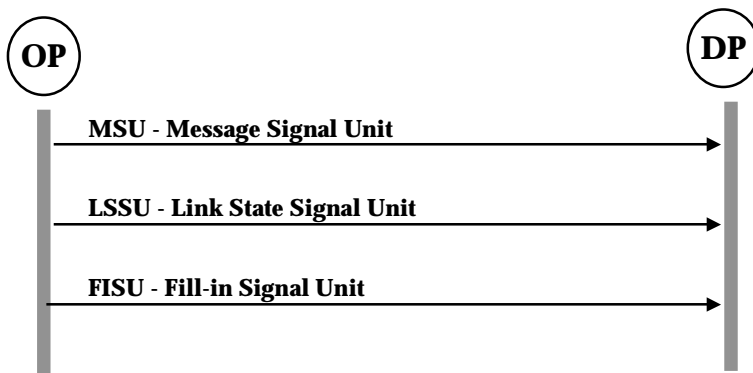 OP
DP
MSU - Message Signal Unit
LSSU - Link State Signal Unit
FISU - Fill-in Signal Unit